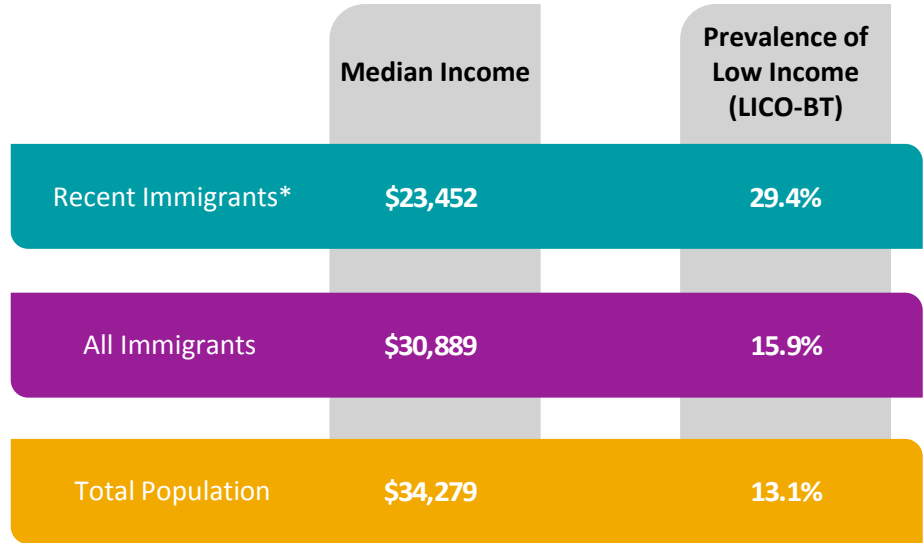 Median Income
Prevalence of
Low Income
(LICO-BT)
Recent Immigrants* $23,452 29.4%
All Immigrants $30,889 15.9%
Total Population $34,279 13.1%